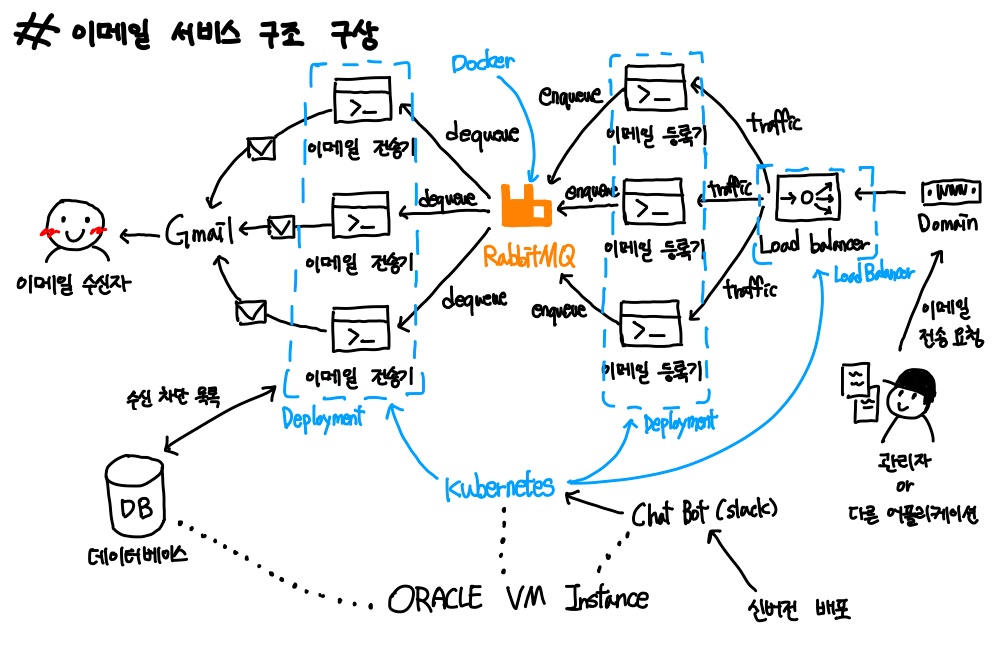 # 이메일 서비스 구조 구상
Docker
enqueue
traffic
이메일 전송기
dequeue
이메일 등록기
dequeue
enqueue
traffic
WWW
Domain
Gmail
RabbitMQ
Load balancer
이메일 전송기
이메일 등록기
Load Balancer
이메일 수신자
dequeue
enqueue
traffic
이메일
전송 요청
이메일 전송기
이메일 등록기
수신 차단 목록
Deployment
Deployment
관리자
or
다른 어플리케이션
Kubernetes
Chat Bot (slack)
DB
데이터베이스
ORACLE VM Instance
신버전 배포